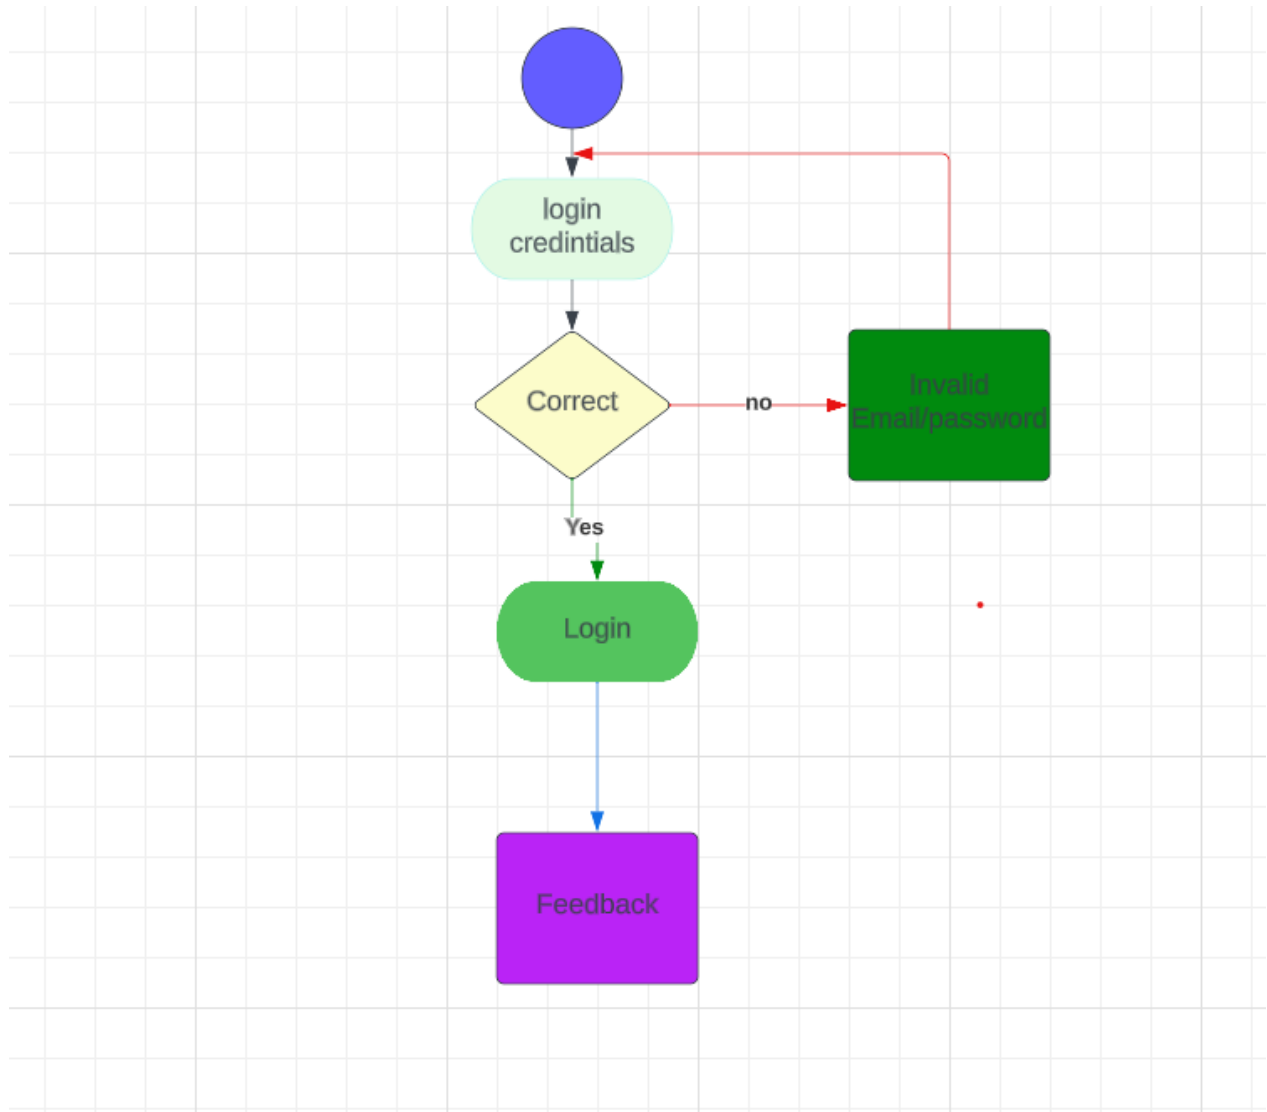 login
credintials
Correct
no
Invalid
Email/password
Yes
Login
Feedback